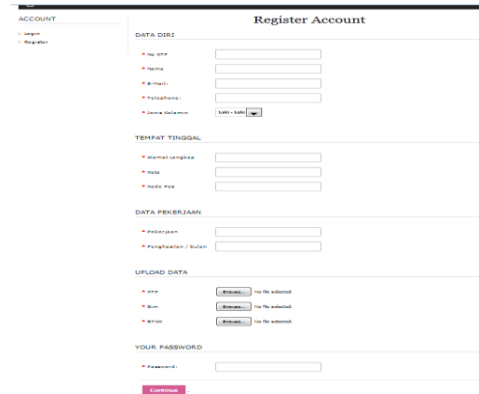 ACCOUNT
Login
Register
Register Account
DATA DIRI
* No KTP
* Nama
* E-Mail:
* Telephone:
* Jenis Kelamin Laki - Laki
TEMPAT TINGGAL
* Alamat Lengkap
* Kota
* Kode Pos
DATA PEKERJAAN
* Pekerjaan
* Penghasilan / bulan
UPLOAD DATA
* KTP Browse... No file selected.
* Browse... No file selected.
* Browse... No file selected.
YOUR PASSWORD
* Password:
Continue